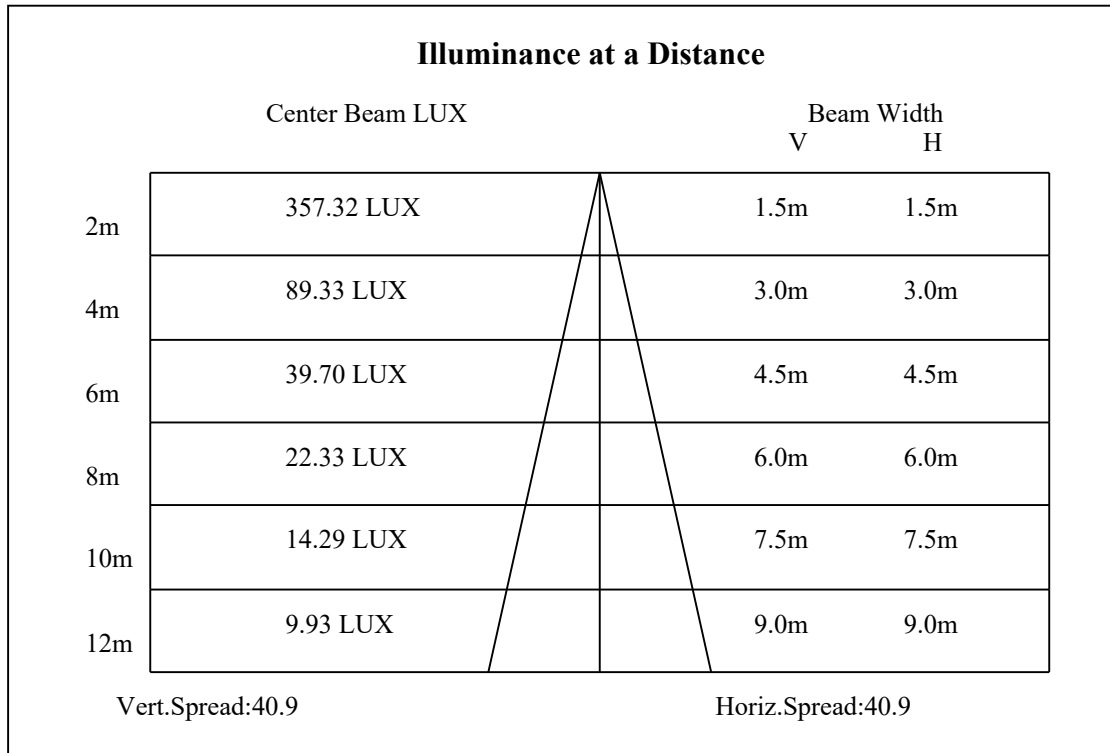 Illuminance at a Distance
Center Beam LUX Beam Width
V H
2m 357.32 LUX 1.5m 1.5m
4m 89.33 LUX 3.0m 3.0m
6m 39.70 LUX 4.5m 4.5m
8m 22.33 LUX 6.0m 6.0m
10m 14.29 LUX 7.5m 7.5m
12m 9.93 LUX 9.0m 9.0m
Vert.Spread:40.9 Horiz.Spread:40.9